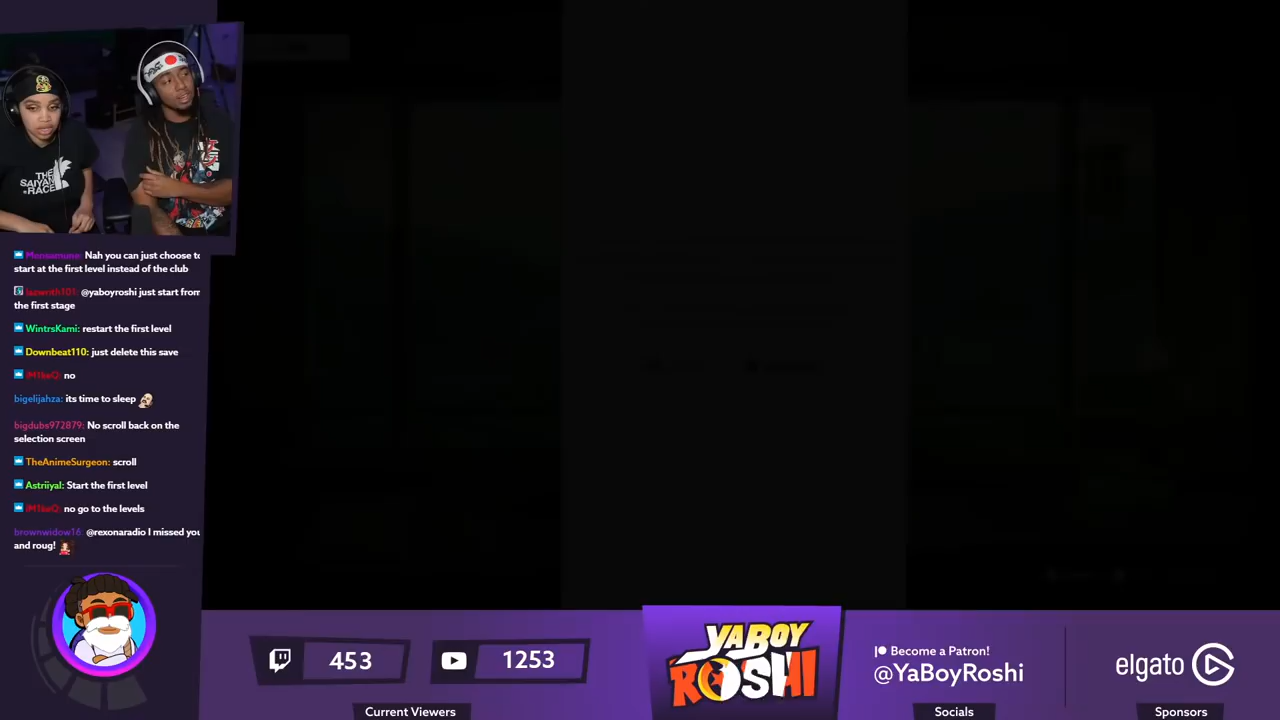 THE
SAIYAN
*RACE
Mensamune: Nah you can just choose to
start at the first level instead of the club
@yaboyroshi just start from
the first stage
WintrsKami: restart the first level
Downbeat110: just delete this save
iM1keQ: no
bigelijahza: its time to sleep
bigdubs972879: No scroll back on the
selection screen
TheAnimeSurgeon: scroll
Astriiyal: Start the first level
iM1keQ: no go to the levels
brownwidow16: @rexonaradio I missed you
and roug!
453
1253
Current Viewers
YABOY
ROSHI
Become a Patron!
@YaBoyRoshi
Socials
elgato
Sponsors